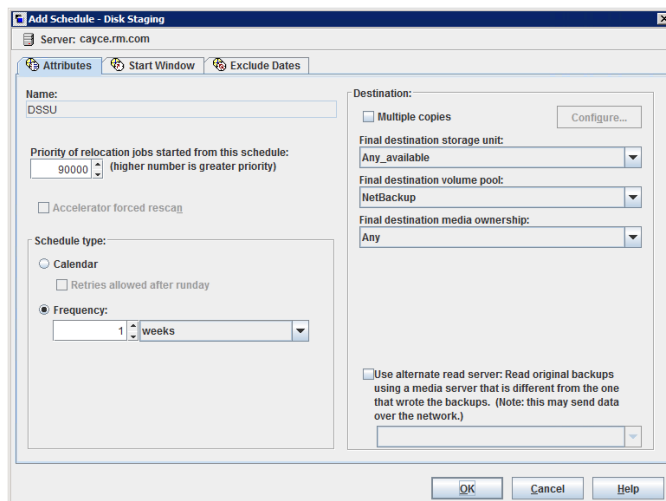 Add Schedule - Disk Staging
Server: cayce.rm.com
Attributes
Start Window
Exclude Dates
Name:
DSSU
Priority of relocation jobs started from this schedule:
90000
(higher number is greater priority)
Accelerator forced rescan
Schedule type:
Calendar
Retries allowed after runday
Frequency:
1
weeks
Destination:
Multiple copies
Configure...
Final destination storage unit:
Any_available
Final destination volume pool:
NetBackup
Final destination media ownership:
Any
Use alternate read server: Read original backups
using a media server that is different from the one
that wrote the backups. (Note: this may send data
over the network.)
OK
Cancel
Help